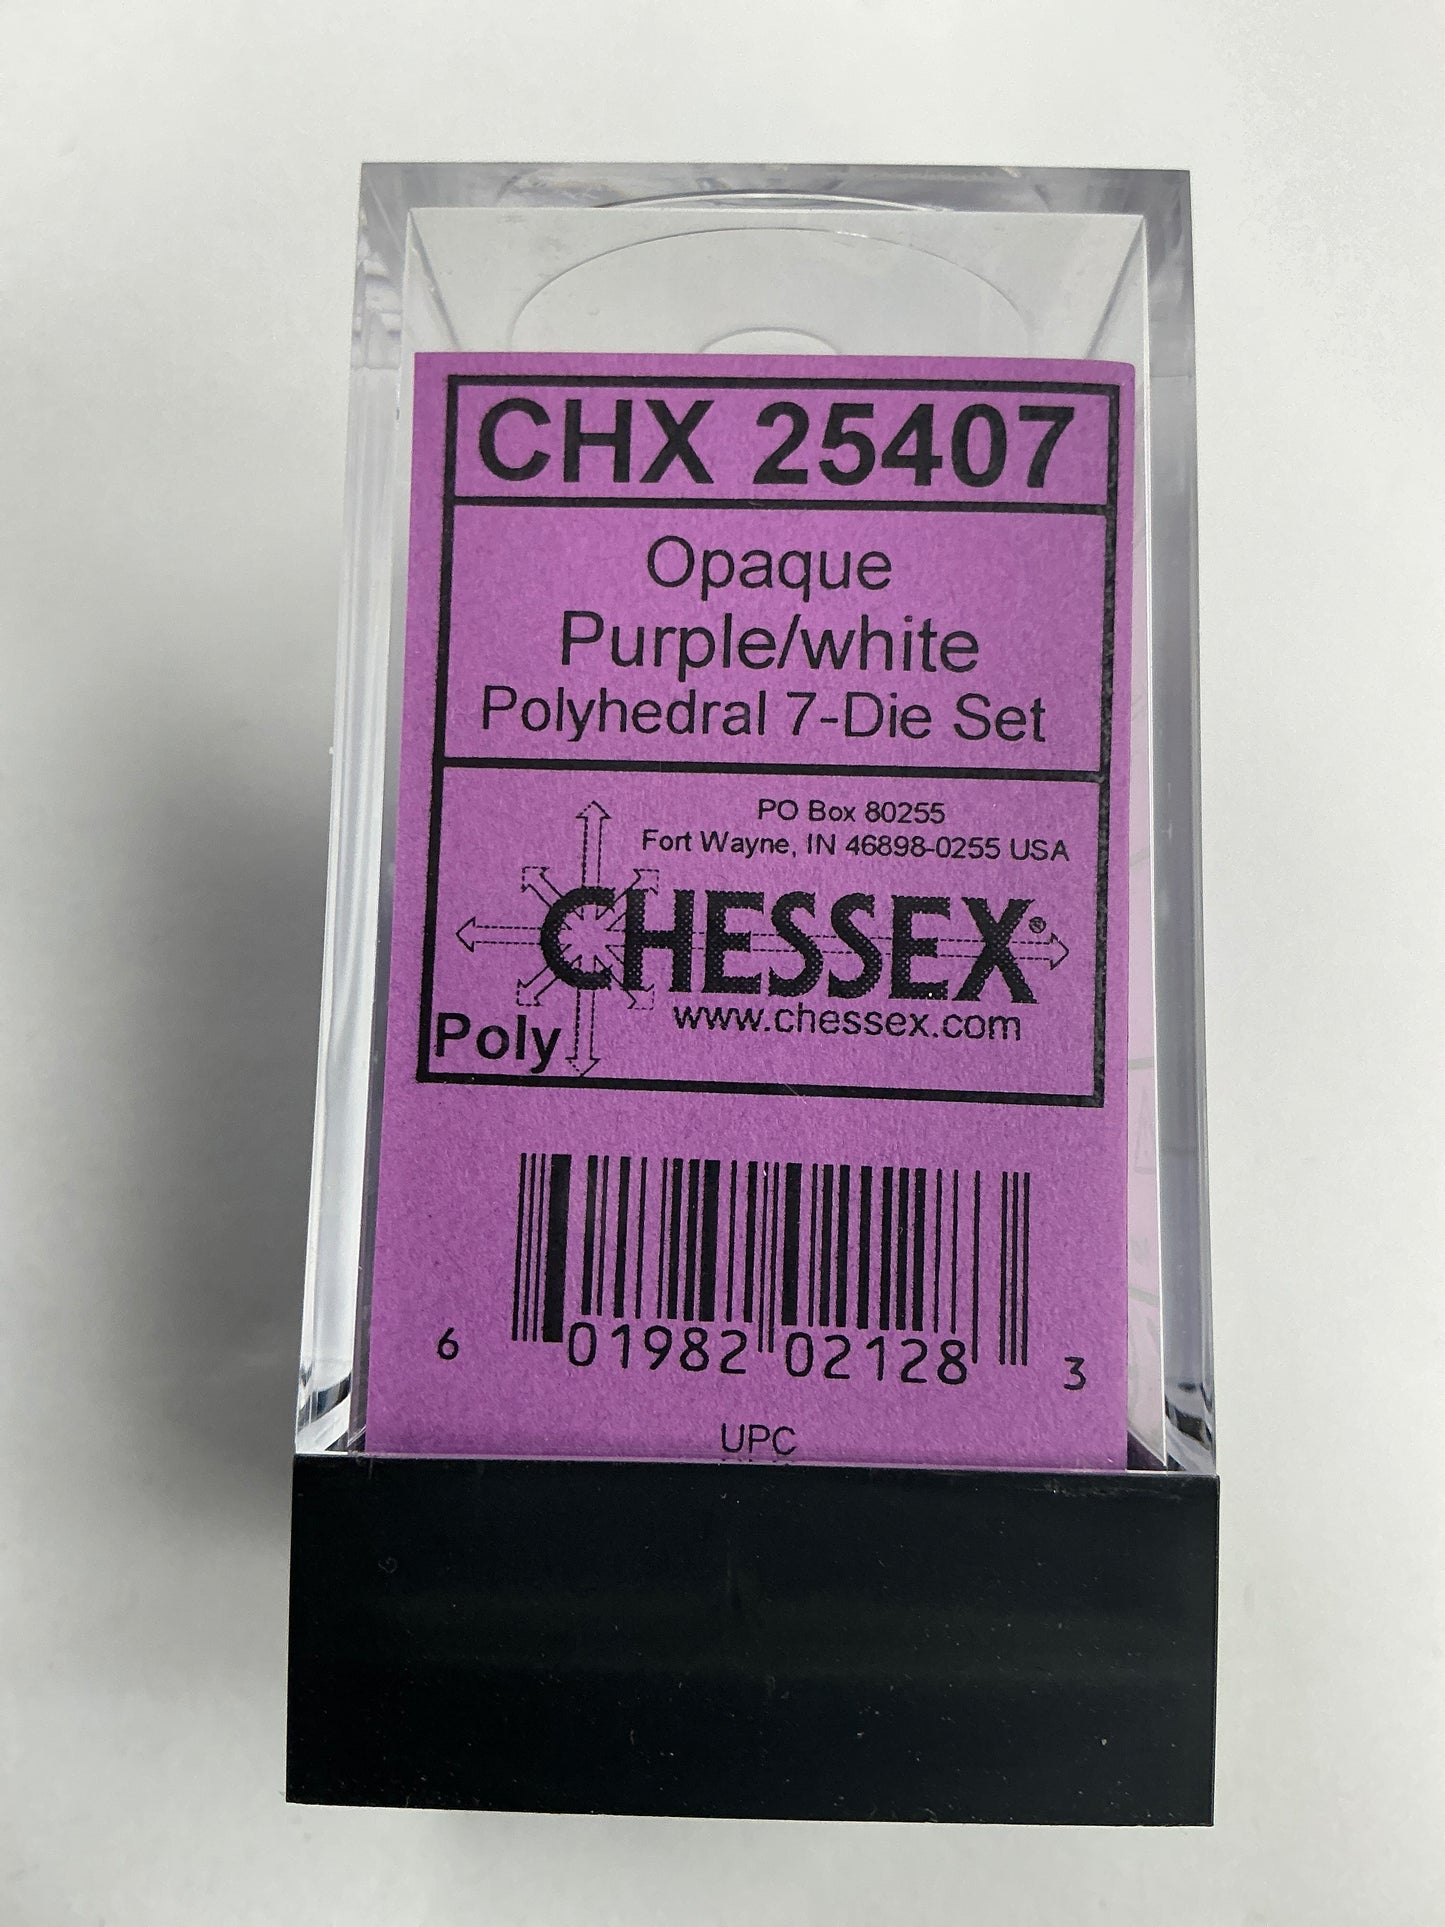 CHX 25407
Opaque
Purple/white
Polyhedral 7-Die Set
PO Box 80255
Fort Wayne, IN 46898-0255 USA
CHESSEX®
www.chessex.com
Poly
6 01982 02128 3
UPC